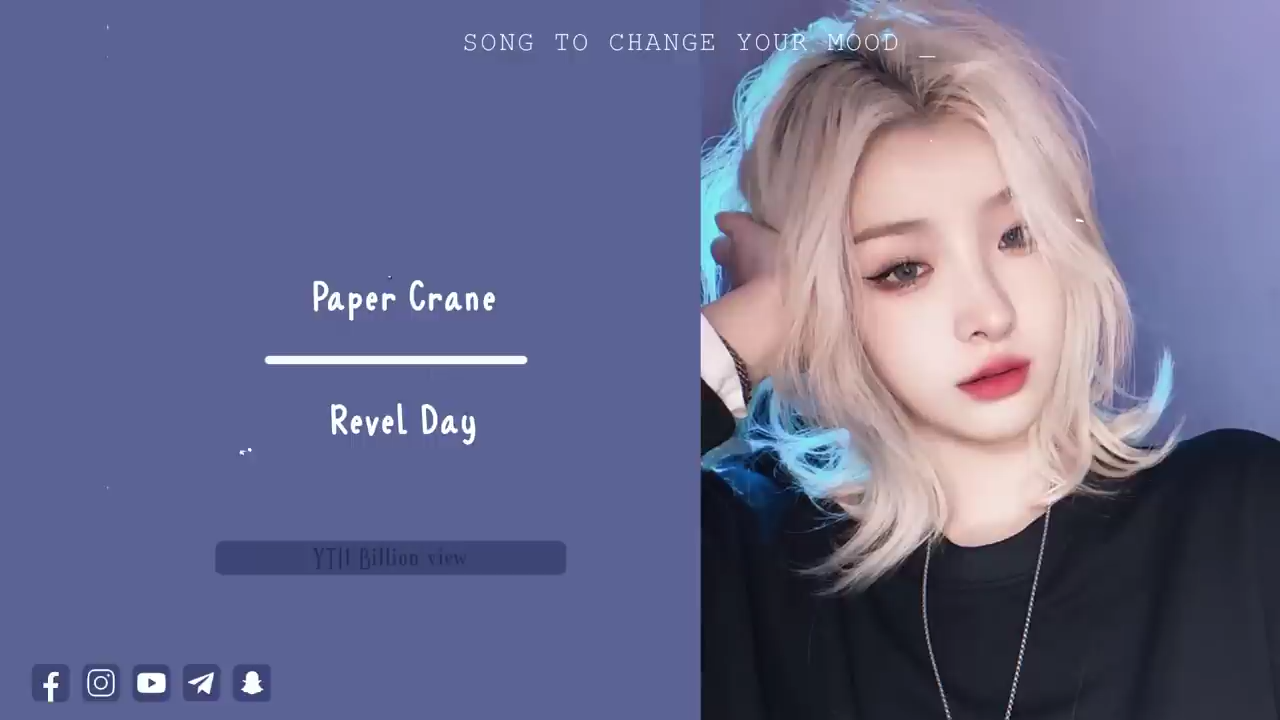 SONG TO CHANGE YOUR MOOD _
Paper Crane
Revel Day
YT|1 Billion view